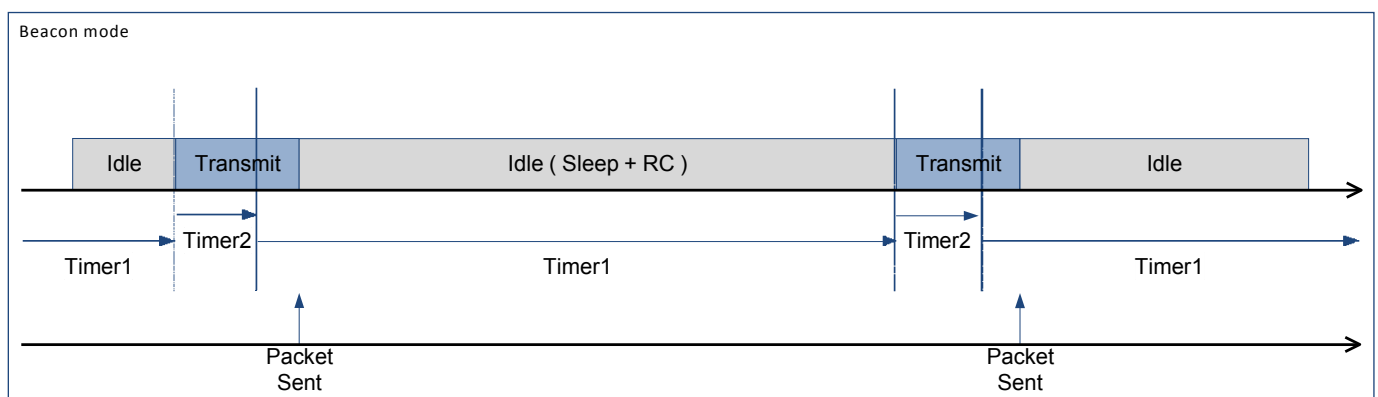 Beacon mode
Idle
Transmit
Idle ( Sleep + RC )
Transmit
Idle
Timer2
Timer2
Timer1
Timer1
Timer1
Packet
Sent
Packet
Sent